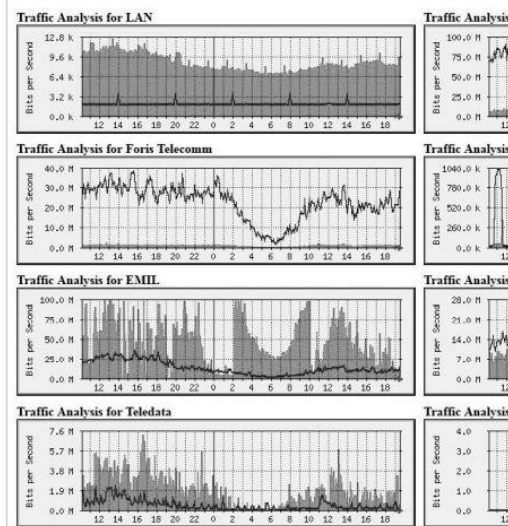 Traffic Analysis for LAN
Traffic Analysis
12.8 k
9.6 k
6.4 k
3.2 k
0.0 k
Bits per Second
12 14 16 18 20 22 0 2 4 6 8 10 12 14 16 18
100.0 M
75.0 M
50.0 M
25.0 M
0.0 M
Bits per Second
12
Traffic Analysis for Foris Telecomm
Traffic Analysis
40.0 M
30.0 M
20.0 M
10.0 M
0.0 M
Bits per Second
12 14 16 18 20 22 0 2 4 6 8 10 12 14 16 18
1040.0 k
780.0 k
520.0 k
260.0 k
0.0 k
Bits per Second
12
Traffic Analysis for EMIL
Traffic Analysis
100.0 M
75.0 M
50.0 M
25.0 M
0.0 M
Bits per Second
12 14 16 18 20 22 0 2 4 6 8 10 12 14 16 18
28.0 M
21.0 M
14.0 M
7.0 M
0.0 M
Bits per Second
12
Traffic Analysis for Teledata
Traffic Analysis
7.6 M
5.7 M
3.8 M
1.9 M
0.0 M
Bits per Second
12 14 16 18 20 22 0 2 4 6 8 10 12 14 16 18
4.0
3.0
2.0
1.0
0.0
Bits per Second
12